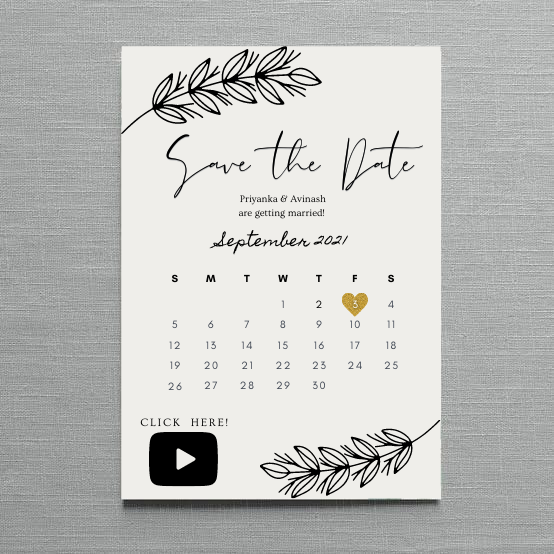 Save the Date
Priyanka & Avinash
are getting married!
September 2021
S M T W T F S
1 2 3 4
5 6 7 8 9 10 11
12 13 14 15 16 17 18
19 20 21 22 23 24 25
26 27 28 29 30
CLICK HERE!